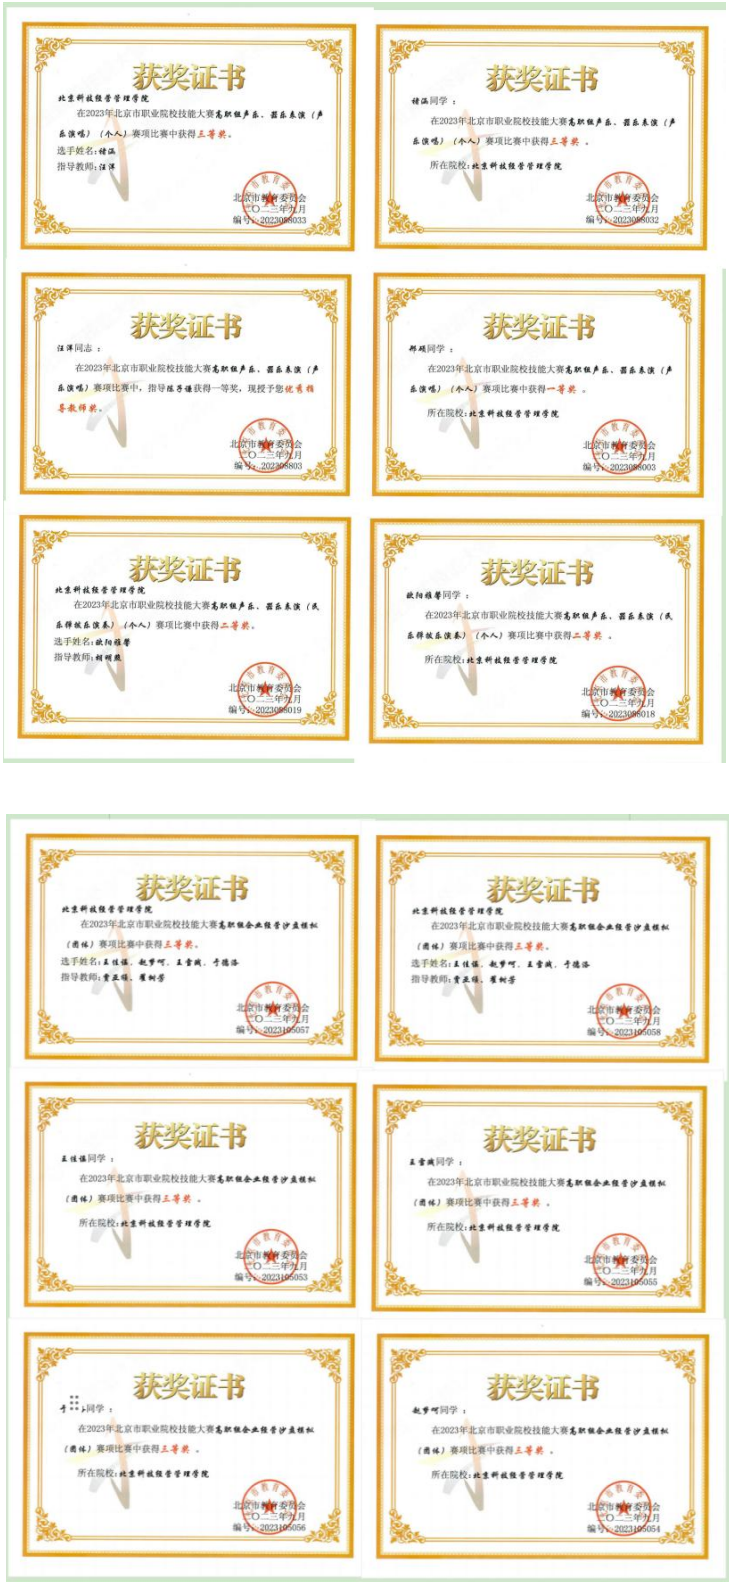 获奖证书
北京科技经营管理学院
在2023年北京市职业院校技能大赛高职组声乐、器乐表演（声
乐演唱）（个人）赛项比赛中获得三等奖。
选手姓名:褚涵
指导教师:汪洋
北京市教育委员会
二〇二三年九月
编号:202308S033
获奖证书
褚涵同学：
在2023年北京市职业院校技能大赛高职组声乐、器乐表演（声
乐演唱）（个人）赛项比赛中获得三等奖 。
所在院校:北京科技经营管理学院
北京市教育委员会
二〇二三年九月
获奖证书
汪洋同志：
在2023年北京市职业院校技能大赛高职组声乐、器乐表演（声
乐演唱）赛项比赛中，指导陈子谦获得一等奖，现授予您优秀指
导教师奖。
北京市教育委员会
二〇二三年九月
获奖证书
同学：
在2023年北京市职业院校技能大赛高职组声乐、器乐表演（声
乐演唱）（个人）赛项比赛中获得一等奖 。
所在院校:北京科技经营管理学院
北京市教育委员会
二〇二三年九月
获奖证书
北京科技经营管理学院
在2023年北京市职业院校技能大赛高职组声乐、器乐表演（民
乐弹拨乐演奏）（个人）赛项比赛中获得二等奖。
选手姓名:欧阳雅馨
指导教师:胡明熙
北京市教育委员会
二〇二三年九月
获奖证书
欧阳雅馨同学：
在2023年北京市职业院校技能大赛高职组声乐、器乐表演（民
乐弹拨乐演奏）（个人）赛项比赛中获得二等奖 。
所在院校:北京科技经营管理学院
北京市教育委员会
二〇二三年九月
获奖证书
北京科技经营管理学院
在2023年北京市职业院校技能大赛高职组企业经营沙盘模拟
（团体）赛项比赛中获得三等奖。
选手姓名:王佳谋、赵梦呵、王雪娥、于德洛
指导教师:贾亚顺、崔树芳
北京市教育委员会
二〇二三年九月
编号:2023105057
获奖证书
北京科技经营管理学院
在2023年北京市职业院校技能大赛高职组企业经营沙盘模拟
（团体）赛项比赛中获得三等奖。
选手姓名:王佳谋、赵梦呵、王雪娥、于德洛
指导教师:贾亚顺、崔树芳
北京市教育委员会
二〇二三年九月
编号:2023105058
获奖证书
王佳谋同学：
在2023年北京市职业院校技能大赛高职组企业经营沙盘模拟
（团体）赛项比赛中获得三等奖 。
所在院校:北京科技经营管理学院
北京市教育委员会
二〇二三年九月
编号:2023105053
获奖证书
王雪娥同学：
在2023年北京市职业院校技能大赛高职组企业经营沙盘模拟
（团体）赛项比赛中获得三等奖 。
所在院校:北京科技经营管理学院
北京市教育委员会
二〇二三年九月
编号:2023105055
获奖证书
于同学：
在2023年北京市职业院校技能大赛高职组企业经营沙盘模拟
（团体）赛项比赛中获得三等奖 。
所在院校:北京科技经营管理学院
北京市教育委员会
二〇二三年九月
编号:2023105056
获奖证书
赵梦呵同学：
在2023年北京市职业院校技能大赛高职组企业经营沙盘模拟
（团体）赛项比赛中获得三等奖 。
所在院校:北京科技经营管理学院
北京市教育委员会
二〇二三年九月
编号:2023105054